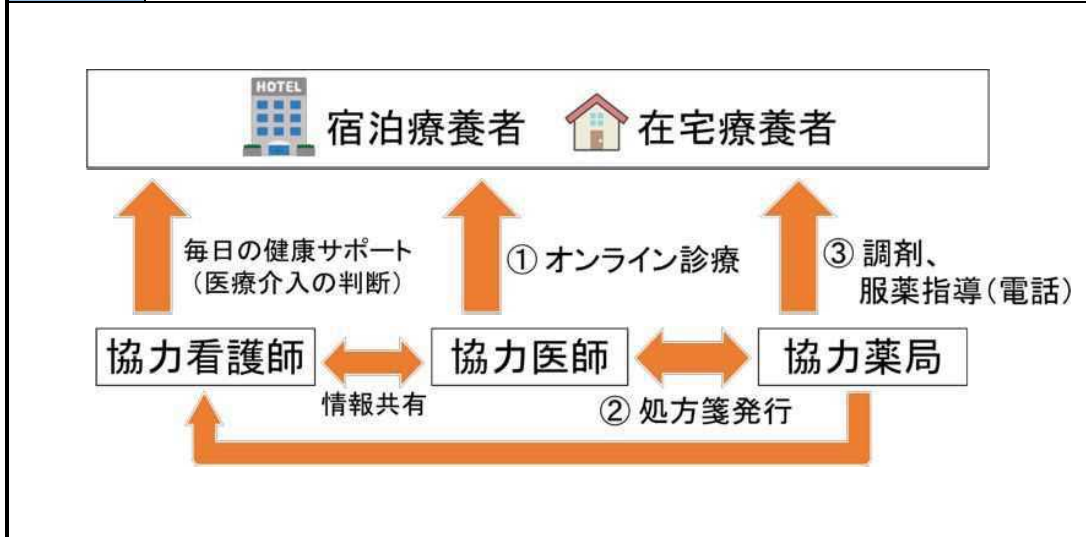 HOTEL
宿泊療養者
在宅療養者
毎日の健康サポート
（医療介入の判断）
① オンライン診療
③ 調剤、
服薬指導（電話）
協力看護師
協力医師
協力薬局
情報共有
② 処方箋発行